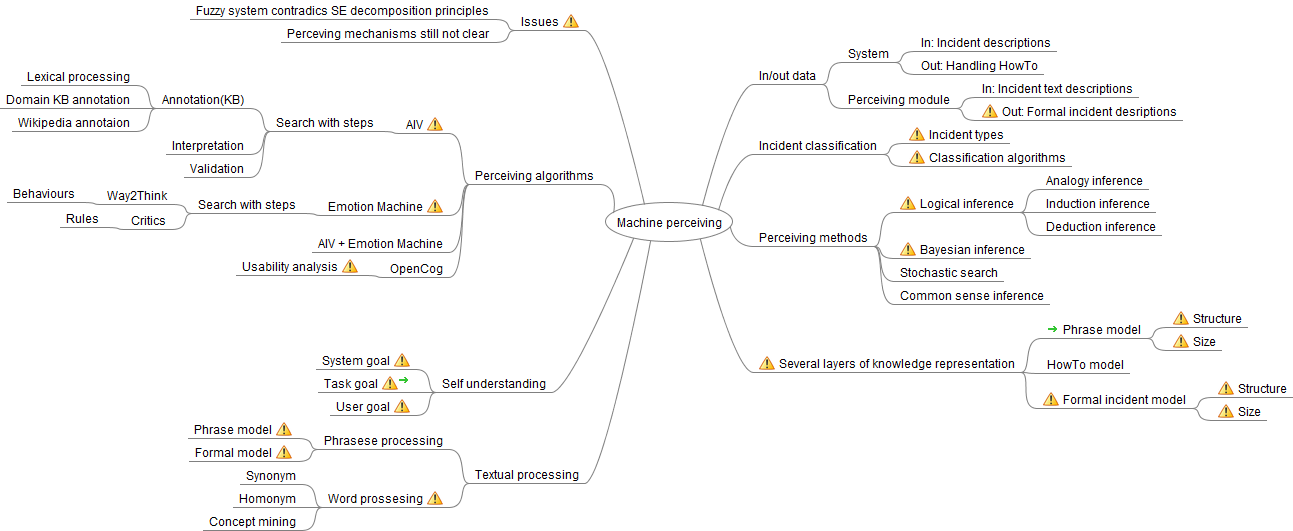 Fuzzy system contradics SE decomposition principles
Issues
Perceving mechanisms still not clear
Lexical processing
Domain KB annotation
Annotation(KB)
Wikipedia annotaion
Search with steps
AIV
Interpretation
Validation
Perceiving algorithms
Behaviours
Way2Think
Search with steps
Emotion Machine
Rules
Critics
AIV + Emotion Machine
Usability analysis
OpenCog
System goal
Task goal
Self understanding
User goal
Phrase model
Phrasese processing
Formal model
Textual processing
Synonym
Homonym
Word prossesing
Concept mining
Machine perceiving
In/out data
System
In: Incident descriptions
Out: Handling HowTo
Perceiving module
In: Incident text descriptions
Out: Formal incident desriptions
Incident classification
Incident types
Classification algorithms
Perceiving methods
Logical inference
Analogy inference
Induction inference
Deduction inference
Bayesian inference
Stochastic search
Common sense inference
Several layers of knowledge representation
Phrase model
Structure
Size
HowTo model
Formal incident model
Structure
Size